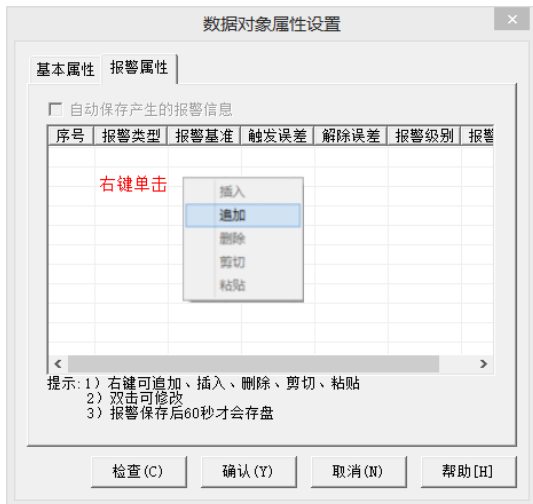 数据对象属性设置
基本属性 报警属性
自动保存产生的报警信息
序号 报警类型 报警基准 触发误差 解除误差 报警级别 报警
右键单击
插入
追加
删除
剪切
粘贴
提示:1) 右键可追加、插入、删除、剪切、粘贴
2) 双击可修改
3) 报警保存后60秒才会存盘
检查(C) 确认(Y) 取消(N) 帮助[H]